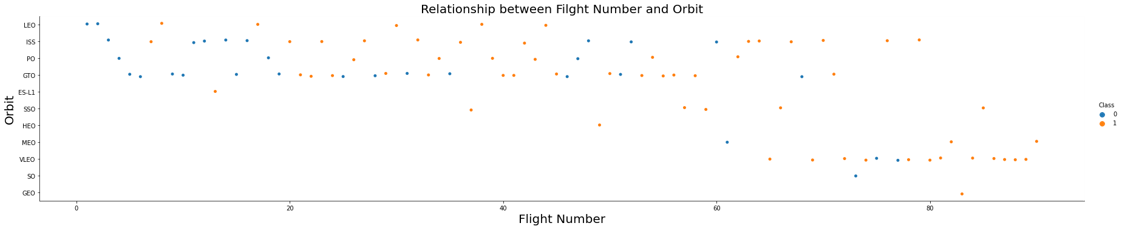 Relationship between Filght Number and Orbit
Orbit
LEO
ISS
PO
GTO
ES-L1
SSO
HEO
MEO
VLEO
SO
GEO
0
20
40
60
80
Flight Number
Class
0
1